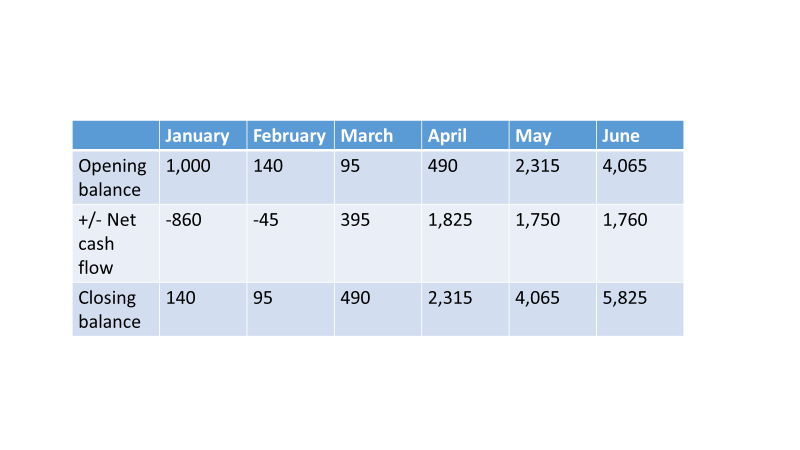 January February March April May June
Opening balance 1,000 140 95 490 2,315 4,065
+/- Net cash flow -860 -45 395 1,825 1,750 1,760
Closing balance 140 95 490 2,315 4,065 5,825